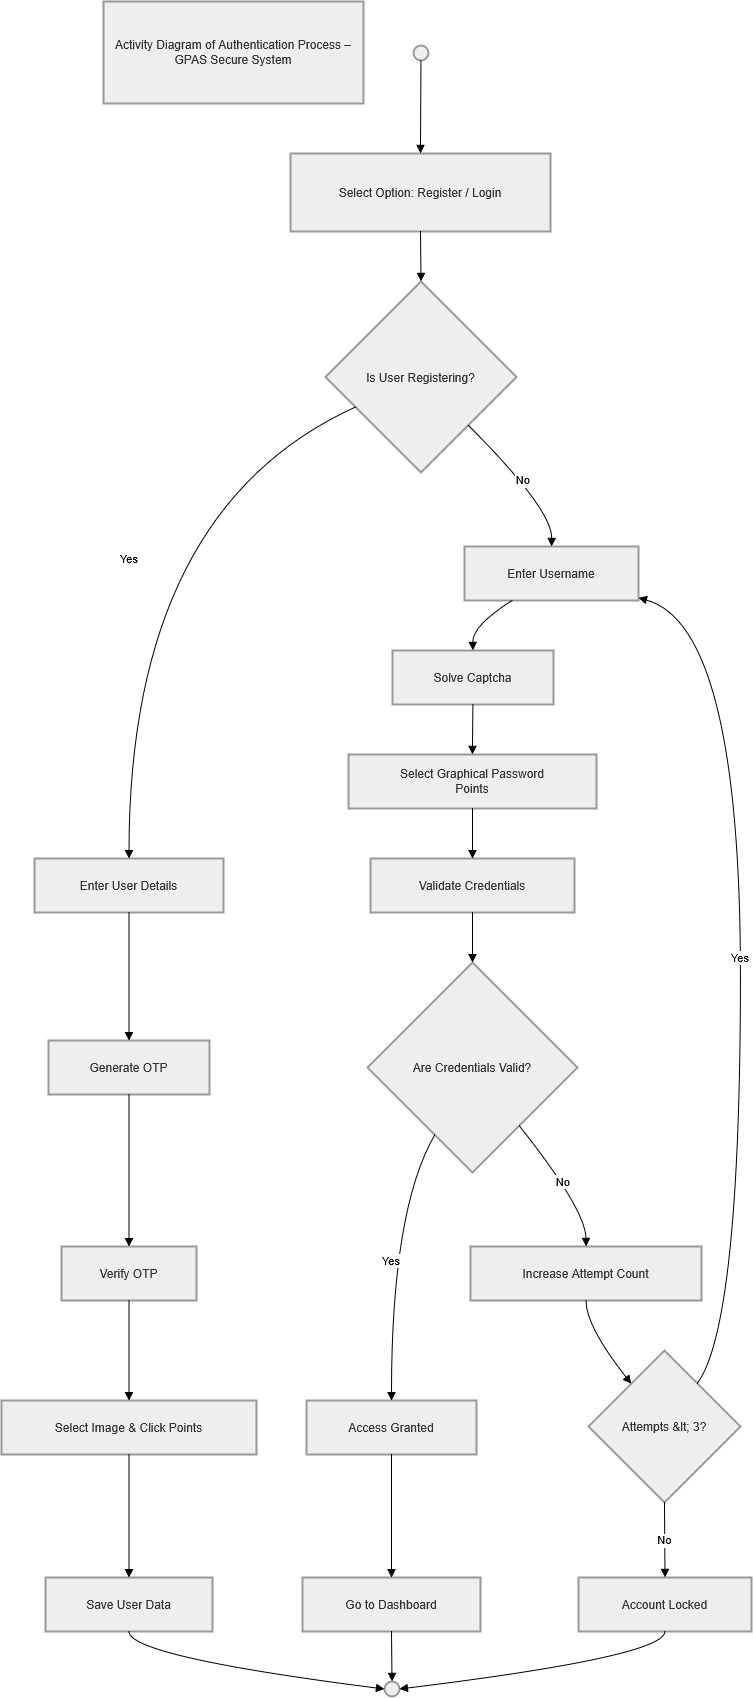 Activity Diagram of Authentication Process –
GPAS Secure System
Select Option: Register / Login
Is User Registering?
No
Yes
Enter Username
Solve Captcha
Select Graphical Password
Points
Enter User Details
Validate Credentials
Yes
Generate OTP
Are Credentials Valid?
No
Yes
Verify OTP
Increase Attempt Count
Select Image & Click Points
Access Granted
Attempts &lt; 3?
No
Save User Data
Go to Dashboard
Account Locked